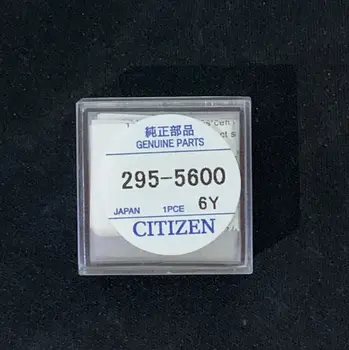 純正部品
GENUINE PARTS
295-5600
JAPAN 1PCE 6Y
CITIZEN